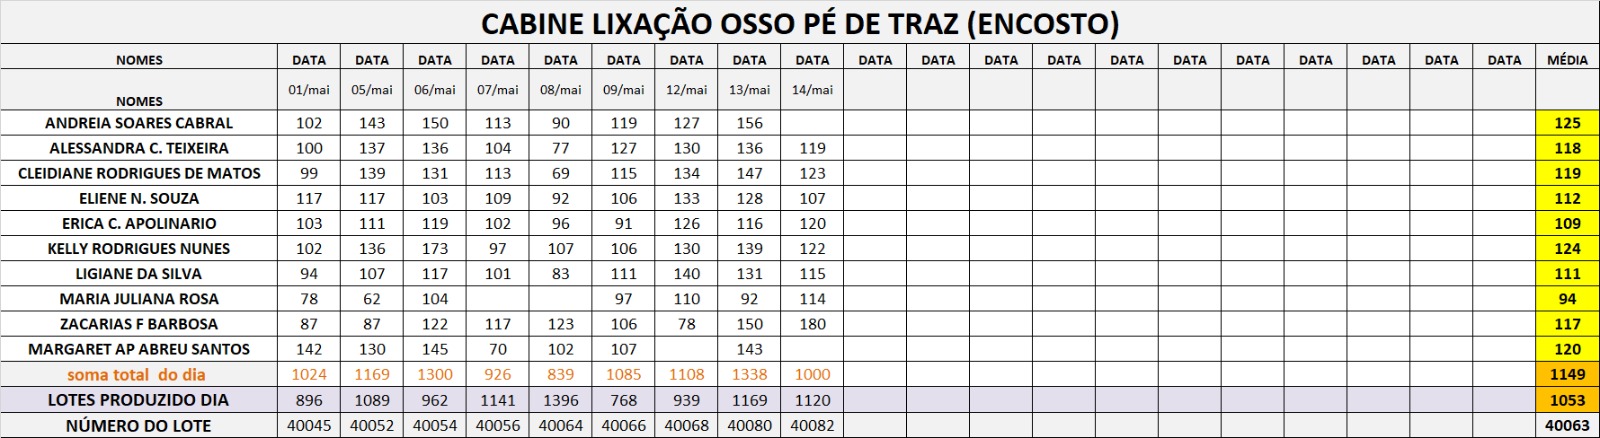 CABINE LIXAÇÃO OSSO PÉ DE TRAZ (ENCOSTO)
NOMES DATA DATA DATA DATA DATA DATA DATA DATA DATA DATA DATA DATA DATA DATA DATA DATA DATA DATA DATA DATA MÉDIA
NOMES 01/mai 05/mai 06/mai 07/mai 08/mai 09/mai 12/mai 13/mai 14/mai
ANDREIA SOARES CABRAL 102 143 150 113 90 119 127 156 125
ALESSANDRA C. TEIXEIRA 100 137 136 104 77 127 130 136 119 118
CLEIDIANE RODRIGUES DE MATOS 99 139 131 113 69 115 134 147 123 119
ELIENE N. SOUZA 117 117 103 109 92 106 133 128 107 112
ERICA C. APOLINARIO 103 111 119 102 96 91 126 116 120 109
KELLY RODRIGUES NUNES 102 136 173 97 107 106 130 139 122 124
LIGIANE DA SILVA 94 107 117 101 83 111 140 131 115 111
MARIA JULIANA ROSA 78 62 104 97 110 92 114 94
ZACARIAS F BARBOSA 87 87 122 117 123 106 78 150 180 117
MARGARET AP ABREU SANTOS 142 130 145 70 102 107 143 120
soma total do dia 1024 1169 1300 926 839 1085 1108 1338 1000 1149
LOTES PRODUZIDO DIA 896 1089 962 1141 1396 768 939 1169 1120 1053
NÚMERO DO LOTE 40045 40052 40054 40056 40064 40066 40068 40080 40082 40063